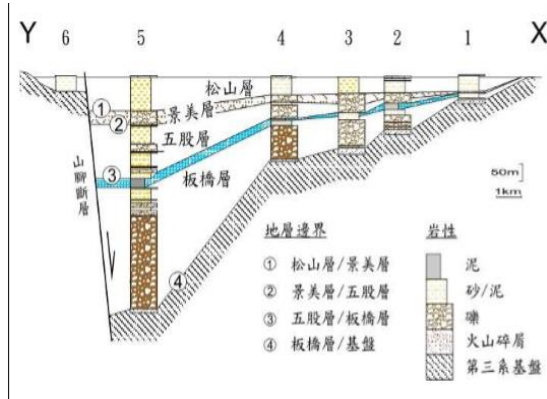 Y
X
6
5
4
3
2
1
松山層
①
景美層
②
五股層
③
板橋層
山腳斷層
④
50m
1km
地層邊界
① 松山層/景美層
② 景美層/五股層
③ 五股層/板橋層
④ 板橋層/基盤
岩性
泥
砂/泥
礫
火山碎屑
第三系基盤